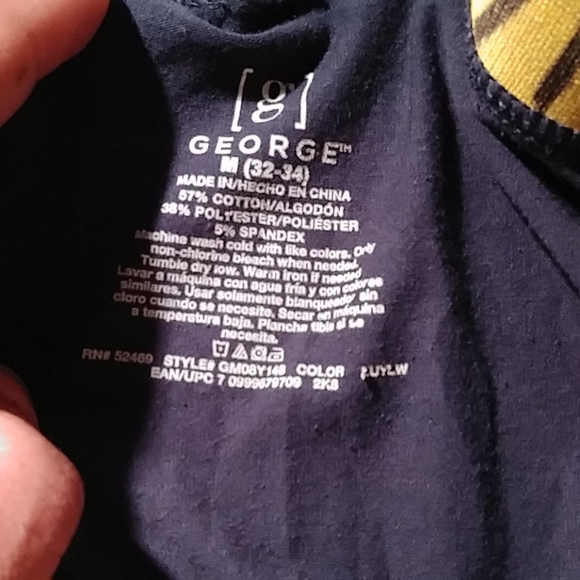 [g]
GEORGE™
M (32-34)
MADE IN/HECHO EN CHINA
57% COTTON/ALGODÓN
38% POLYESTER/POLIÉSTER
5% SPANDEX
Machine wash cold with like colors. Only
non-chlorine bleach when needed.
Tumble dry low. Warm iron if needed
Lavar a máquina con agua fría y con colores
similares. Usar solamente blanqueador sin
cloro cuando se necesite. Secar en máquina
a temperatura baja. Planche tibia si se
necesita.
RN# 52469 STYLE# GM08Y148 COLOR
EAN/UPC 7 0999679709 2K8